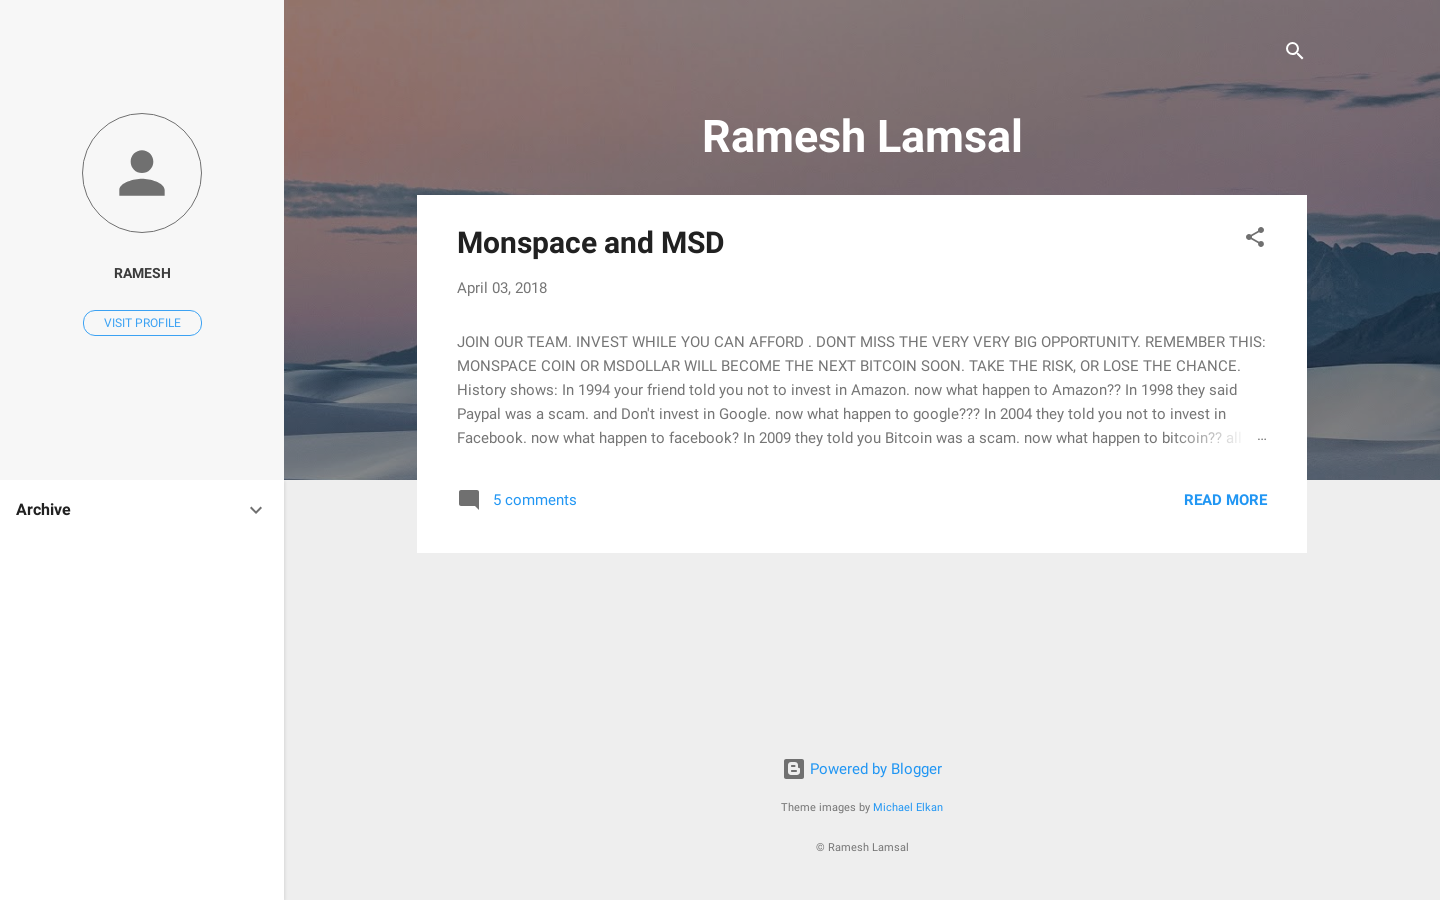 RAMESH
VISIT PROFILE
Archive
Ramesh Lamsal
Monspace and MSD
April 03, 2018
JOIN OUR TEAM. INVEST WHILE YOU CAN AFFORD . DONT MISS THE VERY VERY BIG OPPORTUNITY. REMEMBER THIS:
MONSPACE COIN OR MSDOLLAR WILL BECOME THE NEXT BITCOIN SOON. TAKE THE RISK, OR LOSE THE CHANCE.
History shows: In 1994 your friend told you not to invest in Amazon. now what happen to Amazon?? In 1998 they said
Paypal was a scam. and Don't invest in Google. now what happen to google??? In 2004 they told you not to invest in
Facebook. now what happen to facebook? In 2009 they told you Bitcoin was a scam. now what happen to bitcoin?? all ...
5 comments
READ MORE
Powered by Blogger
Theme images by Michael Elkan
© Ramesh Lamsal